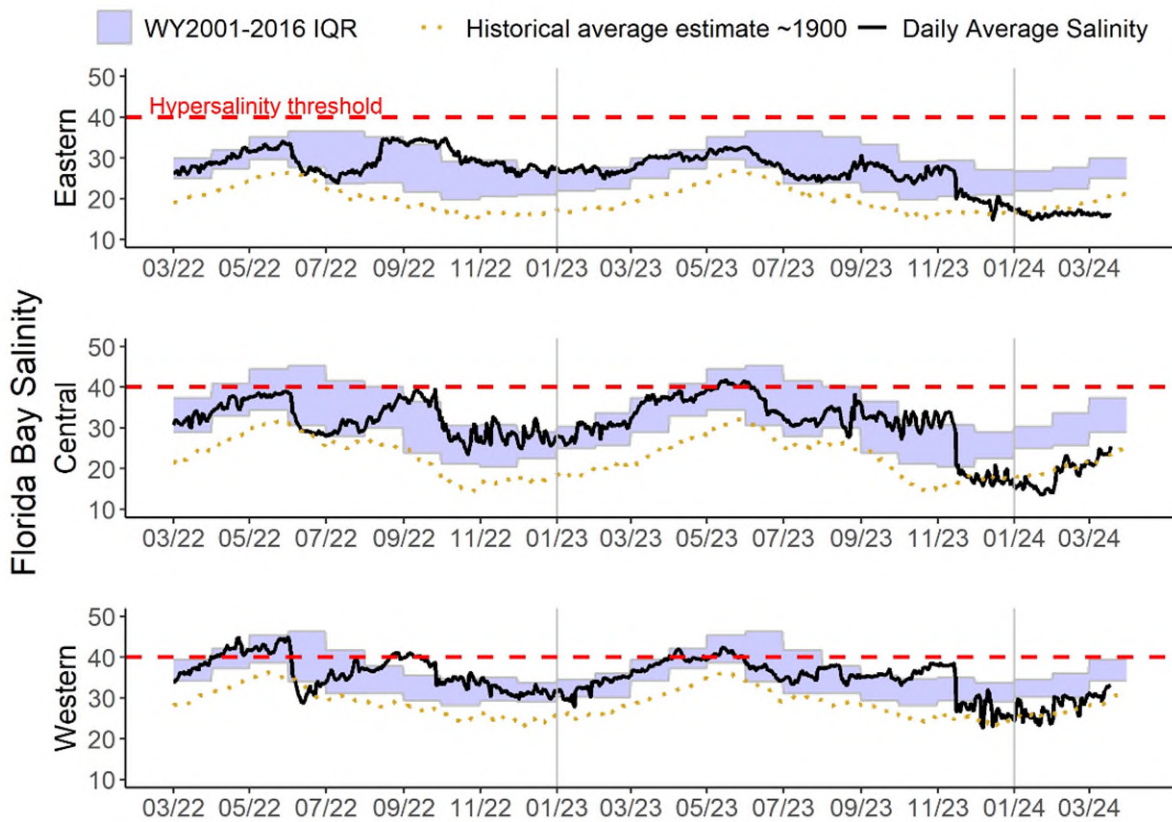 WY2001-2016 IQR Historical average estimate ~1900 Daily Average Salinity
Florida Bay Salinity
Eastern
50
40
30
20
10
Hypersalinity threshold
03/22 05/22 07/22 09/22 11/22 01/23 03/23 05/23 07/23 09/23 11/23 01/24 03/24
Central
50
40
30
20
10
03/22 05/22 07/22 09/22 11/22 01/23 03/23 05/23 07/23 09/23 11/23 01/24 03/24
Western
50
40
30
20
10
03/22 05/22 07/22 09/22 11/22 01/23 03/23 05/23 07/23 09/23 11/23 01/24 03/24